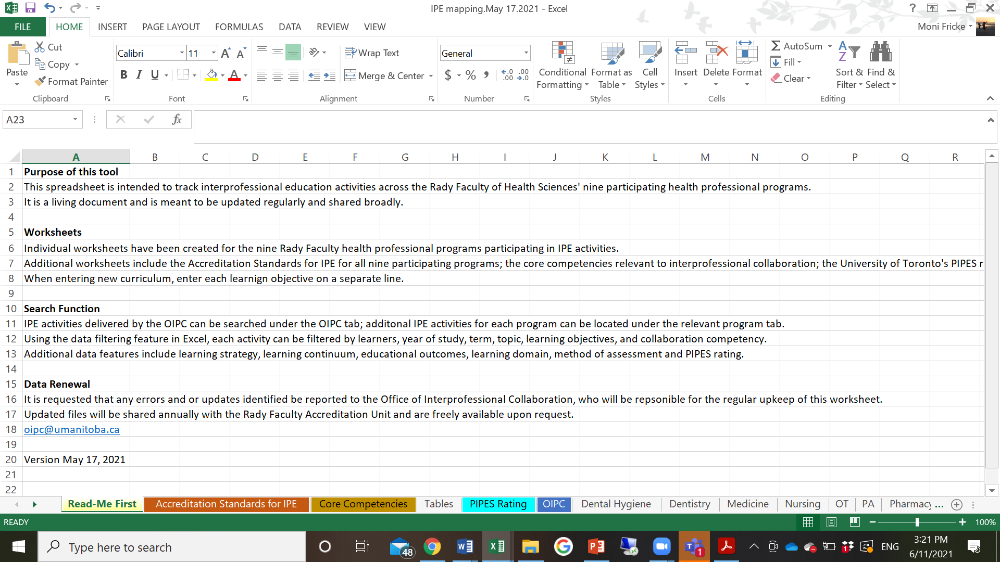 IPE mapping.May 17.2021 - Excel
?
FILE HOME INSERT PAGE LAYOUT FORMULAS DATA REVIEW VIEW
Moni Fricke
Paste
Cut
Copy
Format Painter
Clipboard
Calibri 11
B I U
Font
Wrap Text
Merge & Center
Alignment
General
$ % ,
Number
Conditional Formatting
Format as Table
Cell Styles
Styles
Insert Delete Format
Cells
AutoSum
Fill
Clear
Sort & Filter
Find & Select
Editing
A23
fx
A B C D E F G H I J K L M N O P Q R
1 Purpose of this tool
2 This spreadsheet is intended to track interprofessional education activities across the Rady Faculty of Health Sciences' nine participating health professional programs.
3 It is a living document and is meant to be updated regularly and shared broadly.
4
5 Worksheets
6 Individual worksheets have been created for the nine Rady Faculty health professional programs participating in IPE activities.
7 Additional worksheets include the Accreditation Standards for IPE for all nine participating programs; the core competencies relevant to interprofessional collaboration; the University of Toronto's PIPES r
8 When entering new curriculum, enter each learnign objective on a separate line.
9
10 Search Function
11 IPE activities delivered by the OIPC can be searched under the OIPC tab; additonal IPE activities for each program can be located under the relevant program tab.
12 Using the data filtering feature in Excel, each activity can be filtered by learners, year of study, term, topic, learning objectives, and collaboration competency.
13 Additional data features include learning strategy, learning continuum, educational outcomes, learning domain, method of assessment and PIPES rating.
14
15 Data Renewal
16 It is requested that any errors and or updates identified be reported to the Office of Interprofessional Collaboration, who will be repsonible for the regular upkeep of this worksheet.
17 Updated files will be shared annually with the Rady Faculty Accreditation Unit and are freely available upon request.
18 oipc@umanitoba.ca
19
20 Version May 17, 2021
21
22
Read-Me First Accreditation Standards for IPE Core Competencies Tables PIPES Rating OIPC Dental Hygiene Dentistry Medicine Nursing OT PA Pharmacy ...
READY
100%
Type here to search
48
1
1
ENG
3:21 PM
6/11/2021